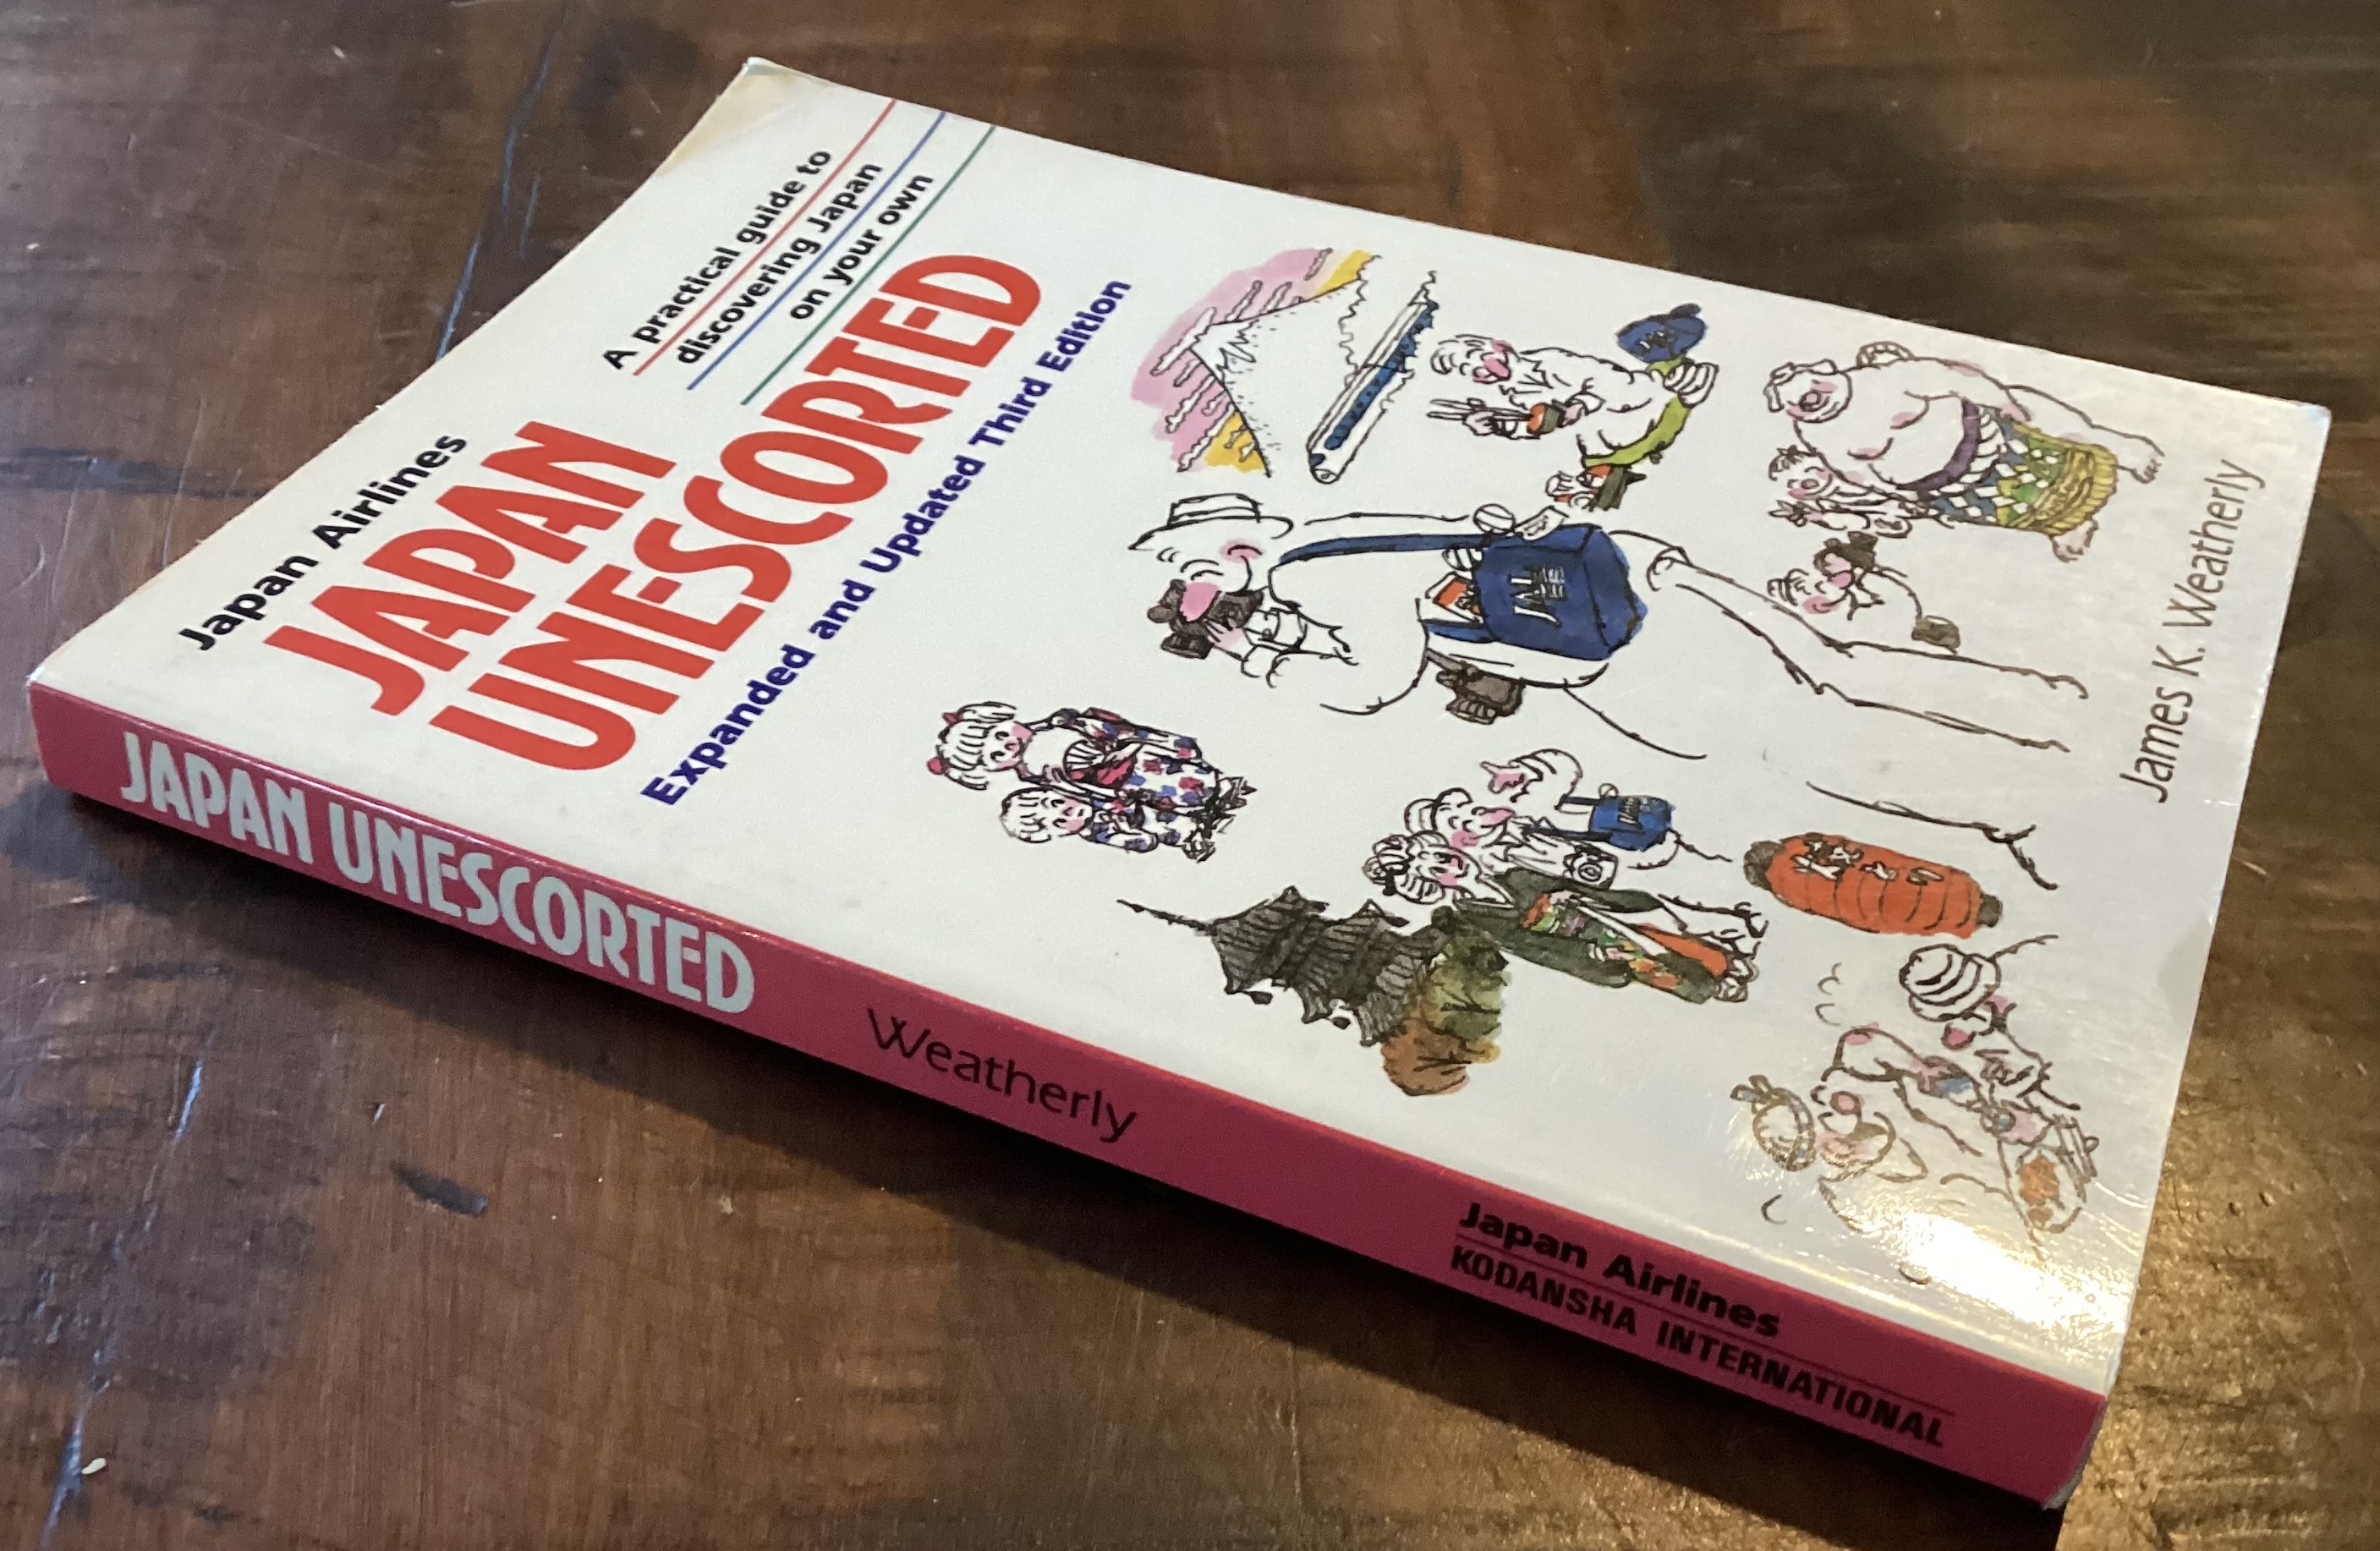 Japan Airlines
A practical guide to
discovering Japan
on your own
JAPAN
UNESCORTED
Expanded and Updated Third Edition
JAL
James K. Weatherly
JAPAN UNESCORTED
Weatherly
Japan Airlines
KODANSHA INTERNATIONAL